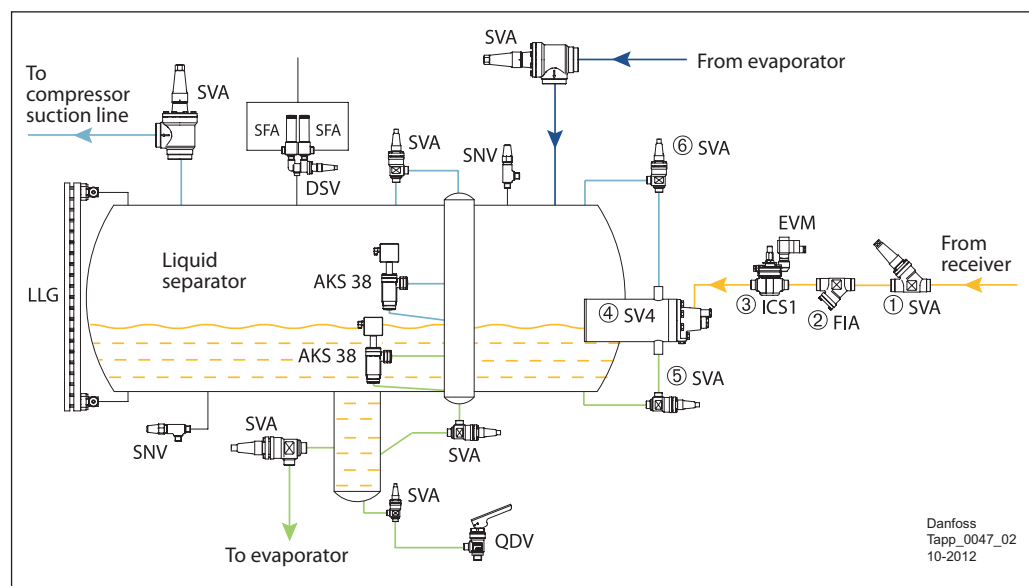 To
compressor
suction line
SVA
SFA
SFA
DSV
SVA
SNV
SVA
From evaporator
⑥ SVA
EVM
From
receiver
Liquid
separator
LLG
AKS 38
④ SV4
③ ICS1
② FIA
① SVA
AKS 38
⑤ SVA
SNV
SVA
SVA
SVA
QDV
To evaporator
Danfoss
Tapp_0047_02
10-2012